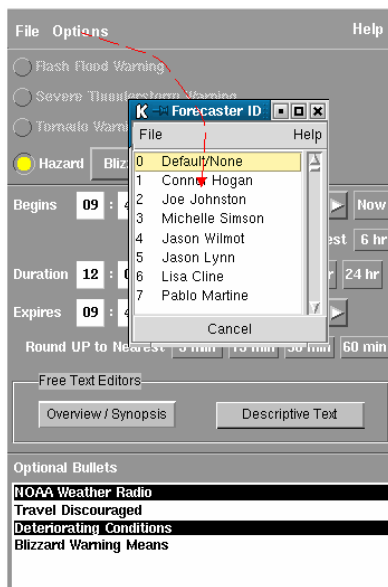 File Options Help
Flash Flood Warning
Severe Thunderstorm Warning
K Forecaster ID
Tornado
File Help
Hazard
0 Default/None
1 Connor Hogan
2 Joe Johnston
3 Michelle Simson
4 Jason Wilmot
5 Jason Lynn
6 Lisa Cline
7 Pablo Martine
Cancel
Begins 09 : Now
6 hr
Duration 12 : 24 hr
Expires 09 :
Round UP to Nearest 5 min 15 min 30 min 60 min
Free Text Editors
Overview / Synopsis Descriptive Text
Optional Bullets
NOAA Weather Radio
Travel Discouraged
Deteriorating Conditions
Blizzard Warning Means